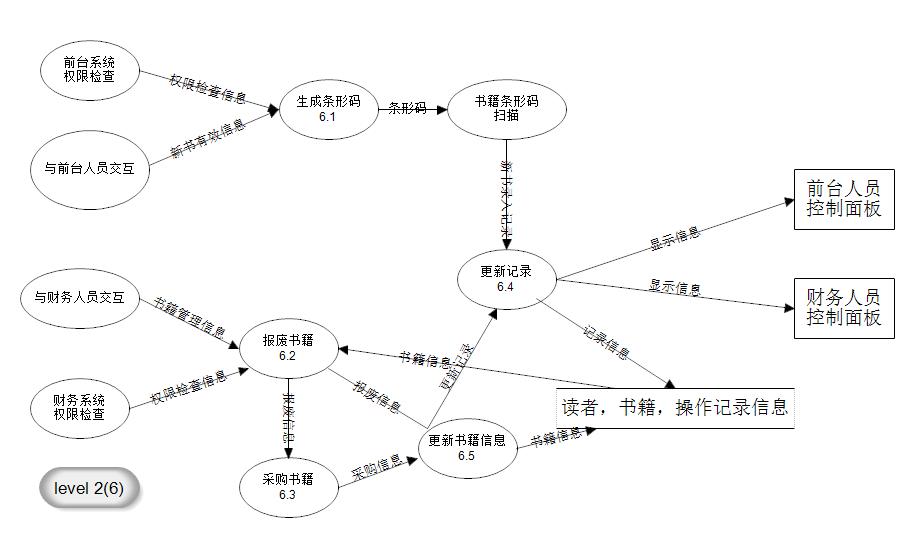 前台系统
权限检查
权限检查信息
生成条形码
6.1
条形码
书籍条形码
扫描
与前台人员交互
新书有效信息
新书录入记录
前台人员
控制面板
显示信息
更新记录
6.4
显示信息
财务人员
控制面板
与财务人员交互
书籍管理信息
报废书籍
6.2
书籍信息
更新记录
记录信息
财务系统
权限检查
权限检查信息
报废信息
报废信息
读者，书籍，操作记录信息
更新书籍信息
6.5
书籍信息
采购书籍
6.3
采购信息
level 2(6)